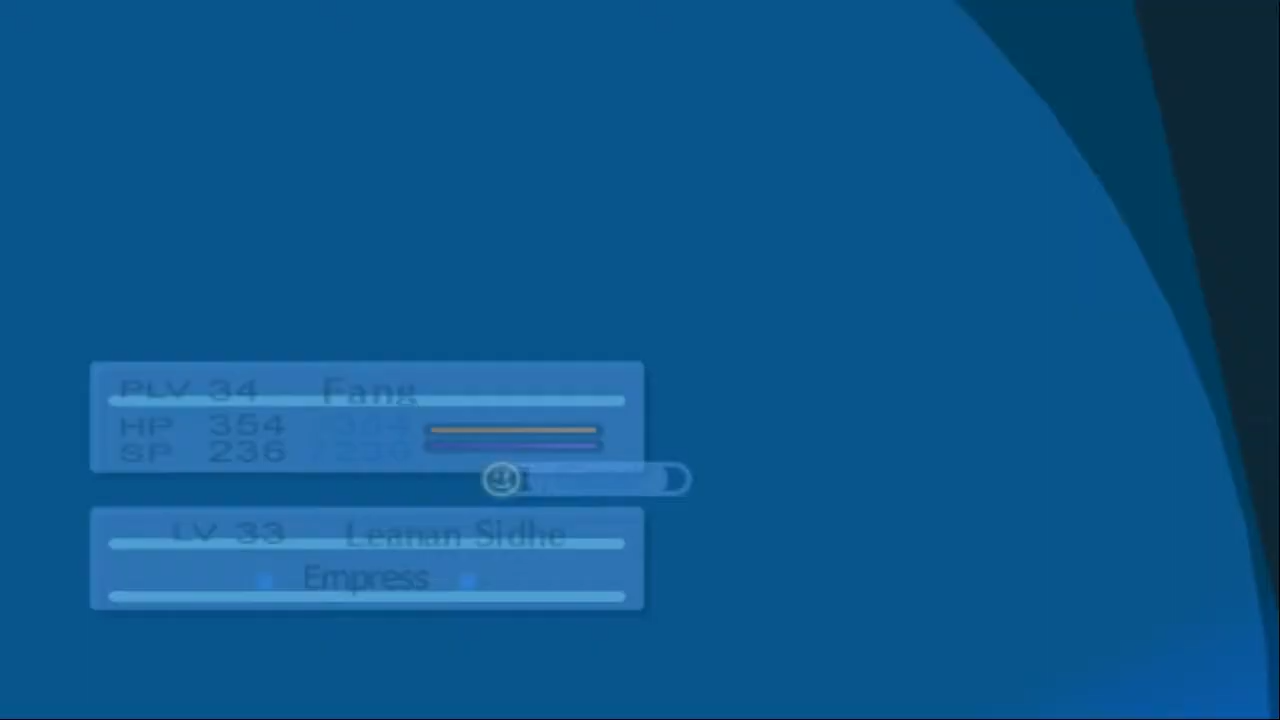 PLV 34 Fang
HP 354
SP 236
LV 33 Leanan Sidhe
Empress